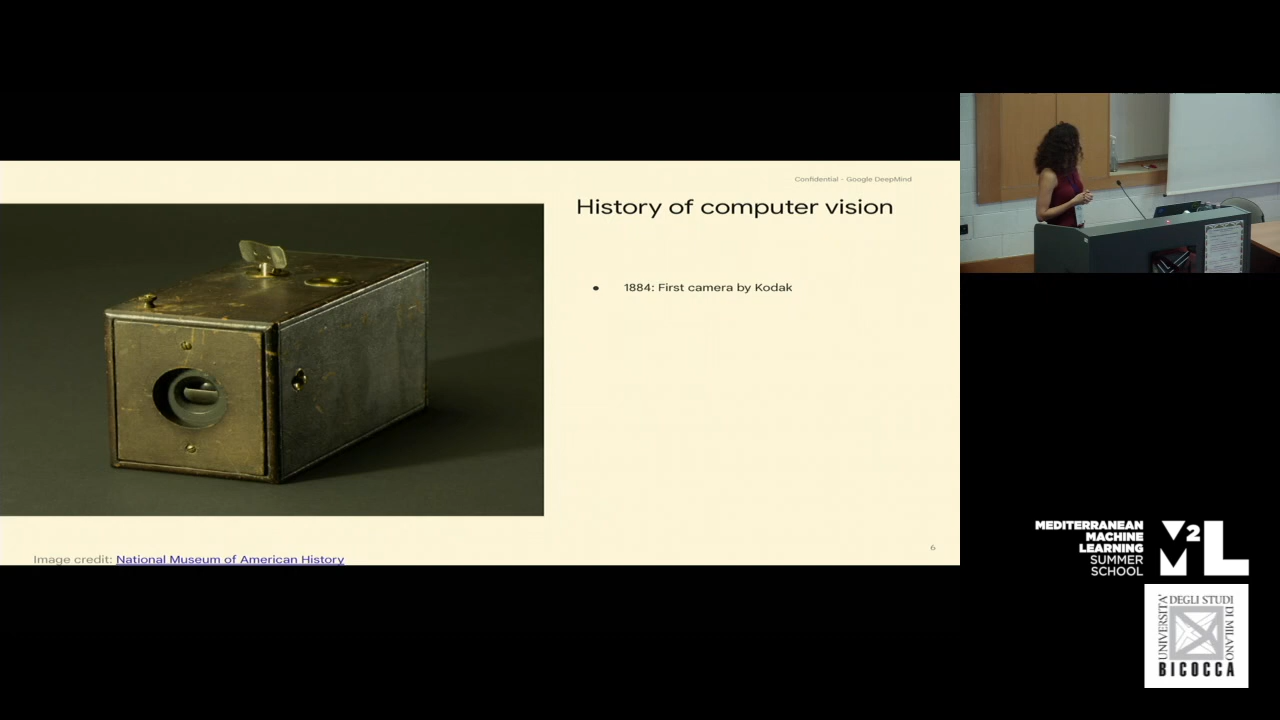 Confidential - Google DeepMind
History of computer vision
● 1884: First camera by Kodak
Image credit: National Museum of American History
6
MEDITERRANEAN
MACHINE
LEARNING
SUMMER
SCHOOL
M2L
UNIVERSITA'
DEGLI STUDI
DI MILANO
BICOCCA